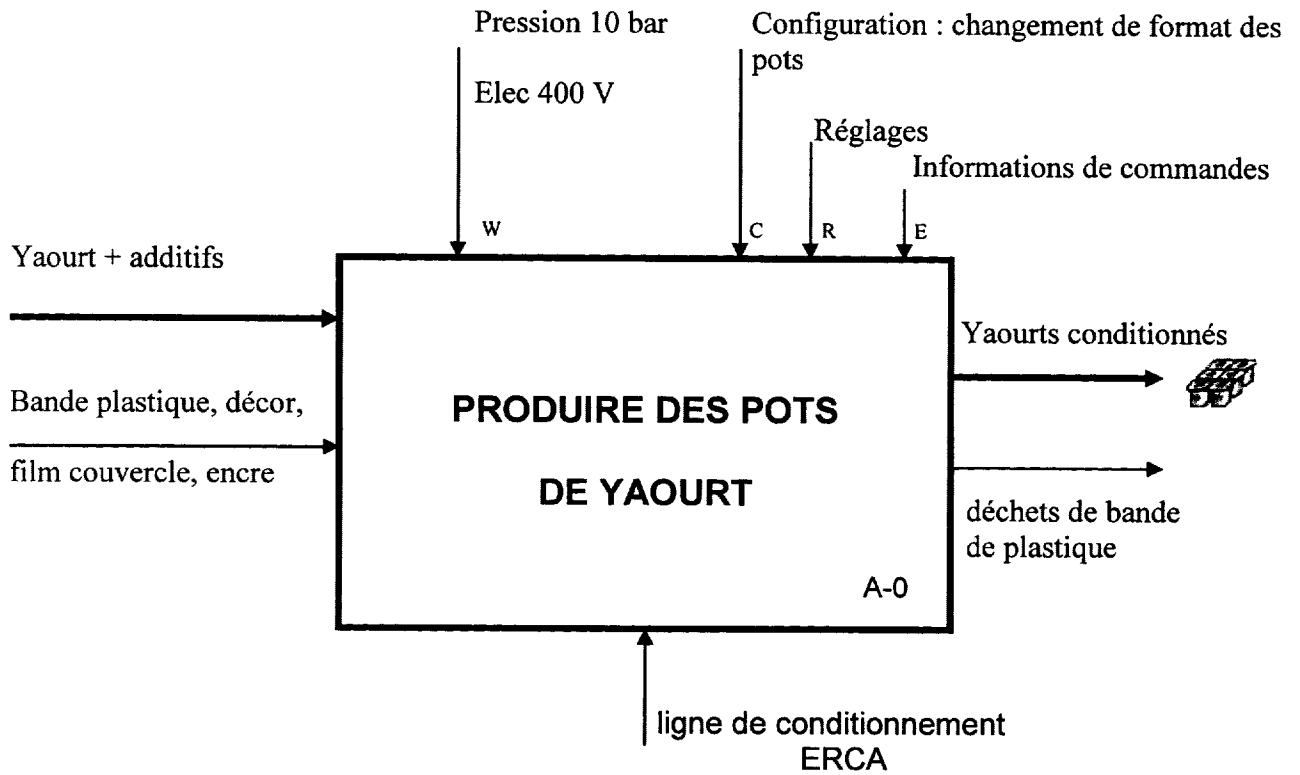 Pression 10 bar
Elec 400 V
Configuration : changement de format des
pots
Réglages
Informations de commandes
W
C
R
E
Yaourt + additifs
Bande plastique, décor,
film couvercle, encre
PRODUIRE DES POTS
DE YAOURT
A-0
Yaourts conditionnés
déchets de bande
de plastique
ligne de conditionnement
ERCA